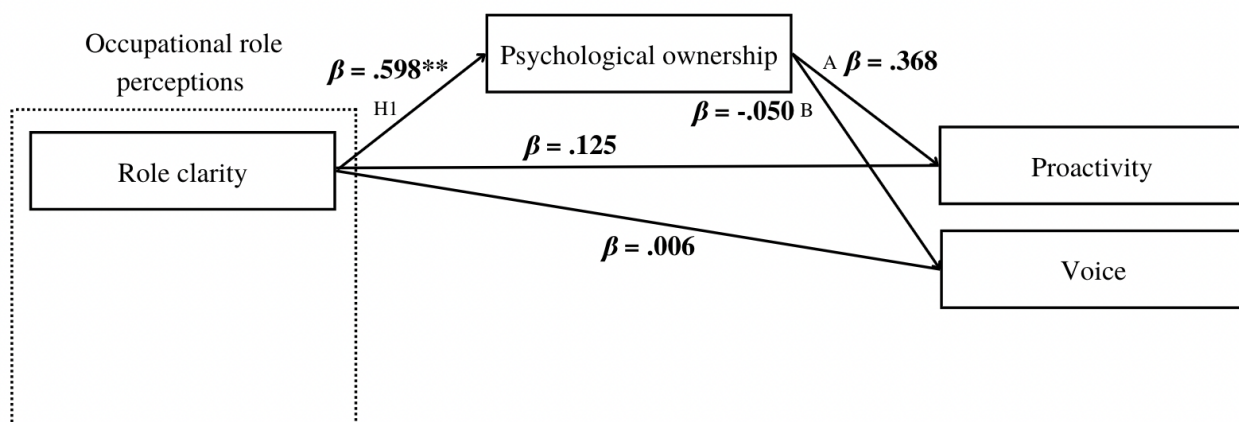 Occupational role
perceptions
Psychological ownership
β = .598**
A β = .368
H1
β = -.050 B
β = .125
Role clarity
Proactivity
β = .006
Voice